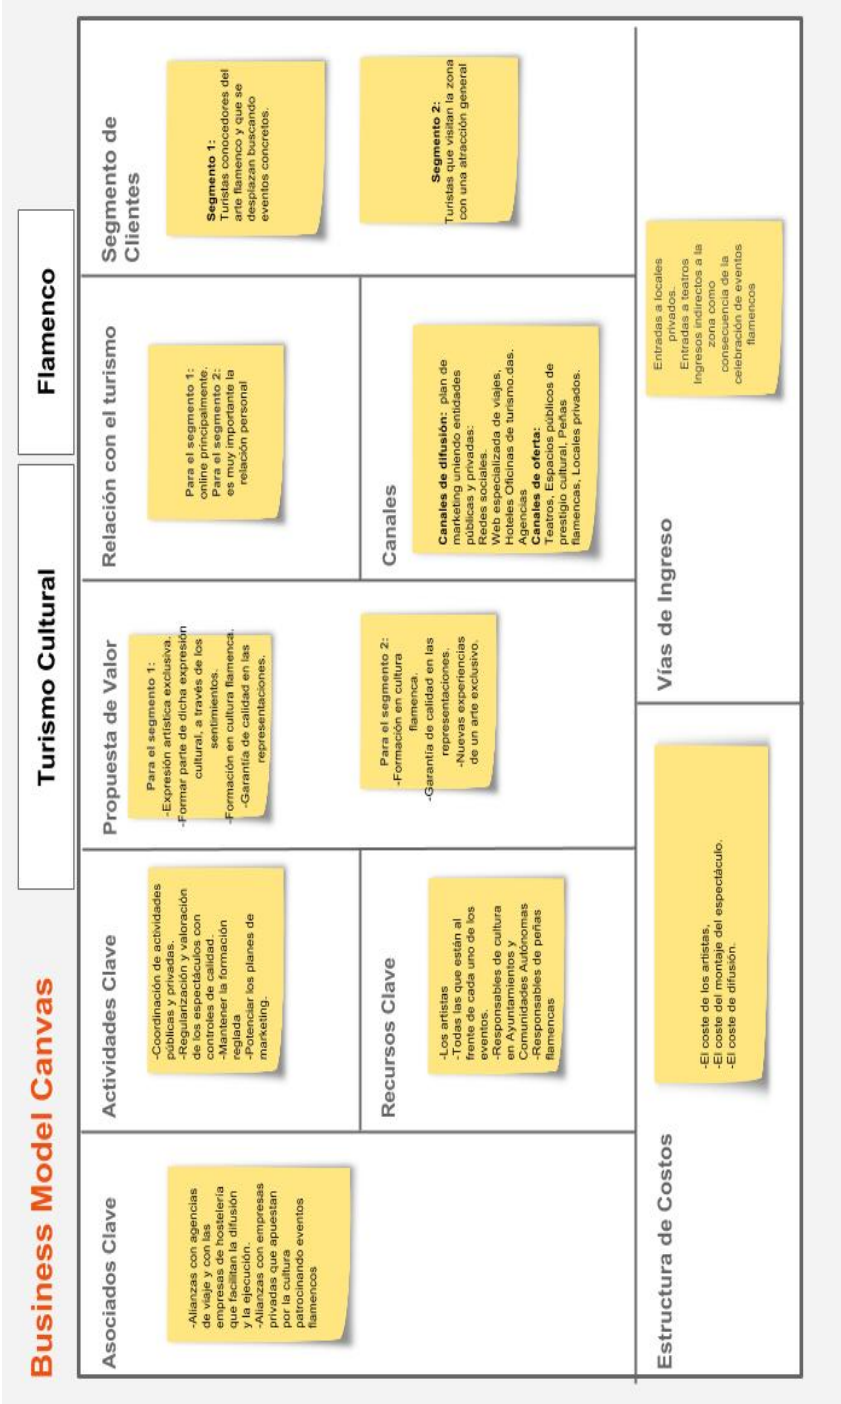 Business Model Canvas
Turismo Cultural
Flamenco
Asociados Clave
-Alianzas con agencias
de viaje y con las
empresas de hostelería
que facilitan la difusión
y la ejecución.
-Alianzas con empresas
privadas que apuestan
por la cultura
patrocinando eventos
flamencos
Actividades Clave
-Coordinación de actividades
públicas y privadas.
-Regularización y valoración
de los espectáculos con
controles de calidad.
-Mantener la formación
reglada
-Potenciar los planes de
marketing.
Recursos Clave
-Los artistas
-Todas las que están al
frente de cada uno de los
eventos.
-Responsables de cultura
en Ayuntamientos y
Comunidades Autónomas
-Responsables de peñas
flamencas
Propuesta de Valor
Para el segmento 1:
-Expresión artística exclusiva.
-Formar parte de dicha expresión
cultural, a través de los
sentimientos.
-Formación en cultura flamenca.
-Garantía de calidad en las
representaciones.
Para el segmento 2:
-Formación en cultura
flamenca.
-Garantía de calidad en las
representaciones.
-Nuevas experiencias
de un arte exclusivo.
Relación con el turismo
Para el segmento 1:
online principalmente.
Para el segmento 2:
es muy importante la
relación personal
Canales
Canales de difusión: plan de
marketing uniendo entidades
públicas y privadas:
Redes sociales.
Web especializada de viajes,
Hoteles Oficinas de turismo.das.
Agencias
Canales de oferta:
Teatros, Espacios públicos de
prestigio cultural, Peñas
flamencas, Locales privados.
Segmento de
Clientes
Segmento 1:
Turistas conocedores del
arte flamenco y que se
desplazan buscando
eventos concretos.
Segmento 2:
Turistas que visitan la zona
con una atracción general
Estructura de Costos
-El coste de los artistas,
-El coste del montaje del espectáculo.
-El coste de difusión.
Vías de Ingreso
Entradas a locales
privados.
Entradas a teatros
Ingresos indirectos a la
zona como
consecuencia de la
celebración de eventos
flamencos